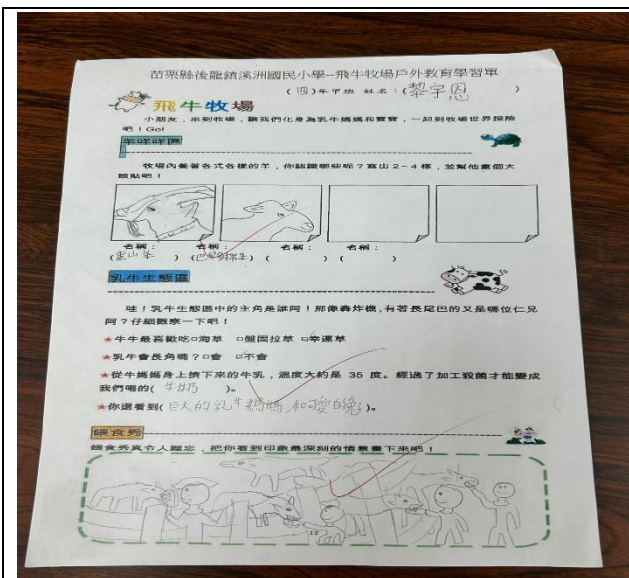 苗栗縣後龍鎮溪洲國民小學--飛牛牧場戶外教育學習單
(四)年甲班 姓名:(黎宇恩 )
飛牛牧場
小朋友,來到牧場,讓我們化身為乳牛媽媽和寶寶,一起到牧場世界探險
吧!Go!
羊咩咩區
牧場內養著各式各樣的羊,你認識哪些呢?寫出2~4樣,並幫他畫個大
頭貼吧!
名稱: 名稱: 名稱: 名稱:
( 山羊 ) (巴 羊) ( ) ( )
乳牛生態區
哇!乳牛生態區中的主角是誰阿!那像轟炸機,有著長尾巴的又是哪位仁兄
阿?仔細觀察一下吧!
★牛牛最喜歡吃□海草 □盤固拉草 □幸運草
★乳牛會長角嗎?□會 □不會
★從牛媽媽身上擠下來的牛乳,溫度大約是 35 度。經過了加工殺菌才能變成
我們喝的( 牛奶 )。
★你還看到(巨大的乳牛媽媽,和可愛的兔子)。
餵食秀
餵食秀真令人難忘,把你看到印象最深刻的情景畫下來吧!
12